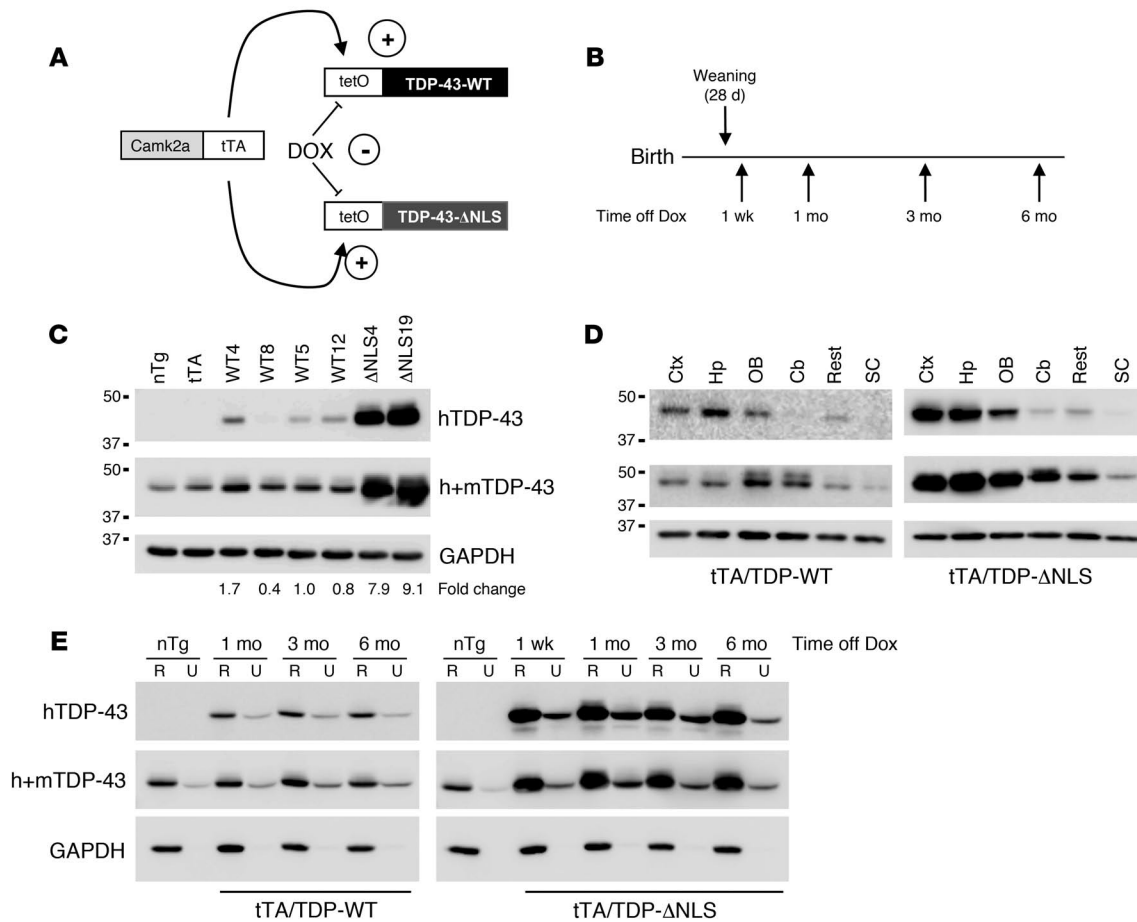 A
+
tetO TDP-43-WT
Camk2a tTA
DOX -
tetO TDP-43-ΔNLS
+
B
Weaning
(28 d)
Birth
Time off Dox 1 wk 1 mo 3 mo 6 mo
C
nTg tTA WT4 WT8 WT5 WT12 ΔNLS4 ΔNLS19
50
hTDP-43
37
50
h+mTDP-43
37
37
GAPDH
1.7 0.4 1.0 0.8 7.9 9.1 Fold change
D
Ctx Hp OB Cb Rest SC Ctx Hp OB Cb Rest SC
50
37
50
37
37
tTA/TDP-WT tTA/TDP-ΔNLS
E
nTg 1 mo 3 mo 6 mo nTg 1 wk 1 mo 3 mo 6 mo Time off Dox
R U R U R U R U R U R U R U R U R U
hTDP-43
h+mTDP-43
GAPDH
tTA/TDP-WT tTA/TDP-ΔNLS